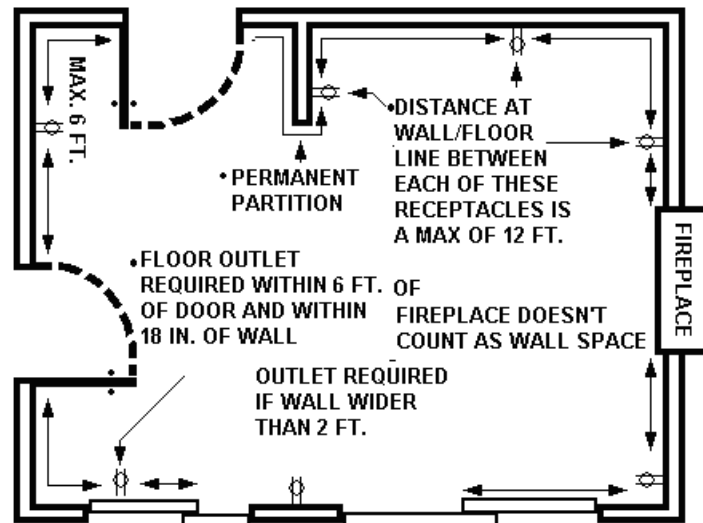 MAX. 6 FT.
•DISTANCE AT
WALL/FLOOR
LINE BETWEEN
EACH OF THESE
RECEPTACLES IS
A MAX OF 12 FT.
•PERMANENT
PARTITION
•FLOOR OUTLET
REQUIRED WITHIN 6 FT. OF
OF DOOR AND WITHIN
18 IN. OF WALL
FIREPLACE DOESN'T
COUNT AS WALL SPACE
FIREPLACE
OUTLET REQUIRED
IF WALL WIDER
THAN 2 FT.